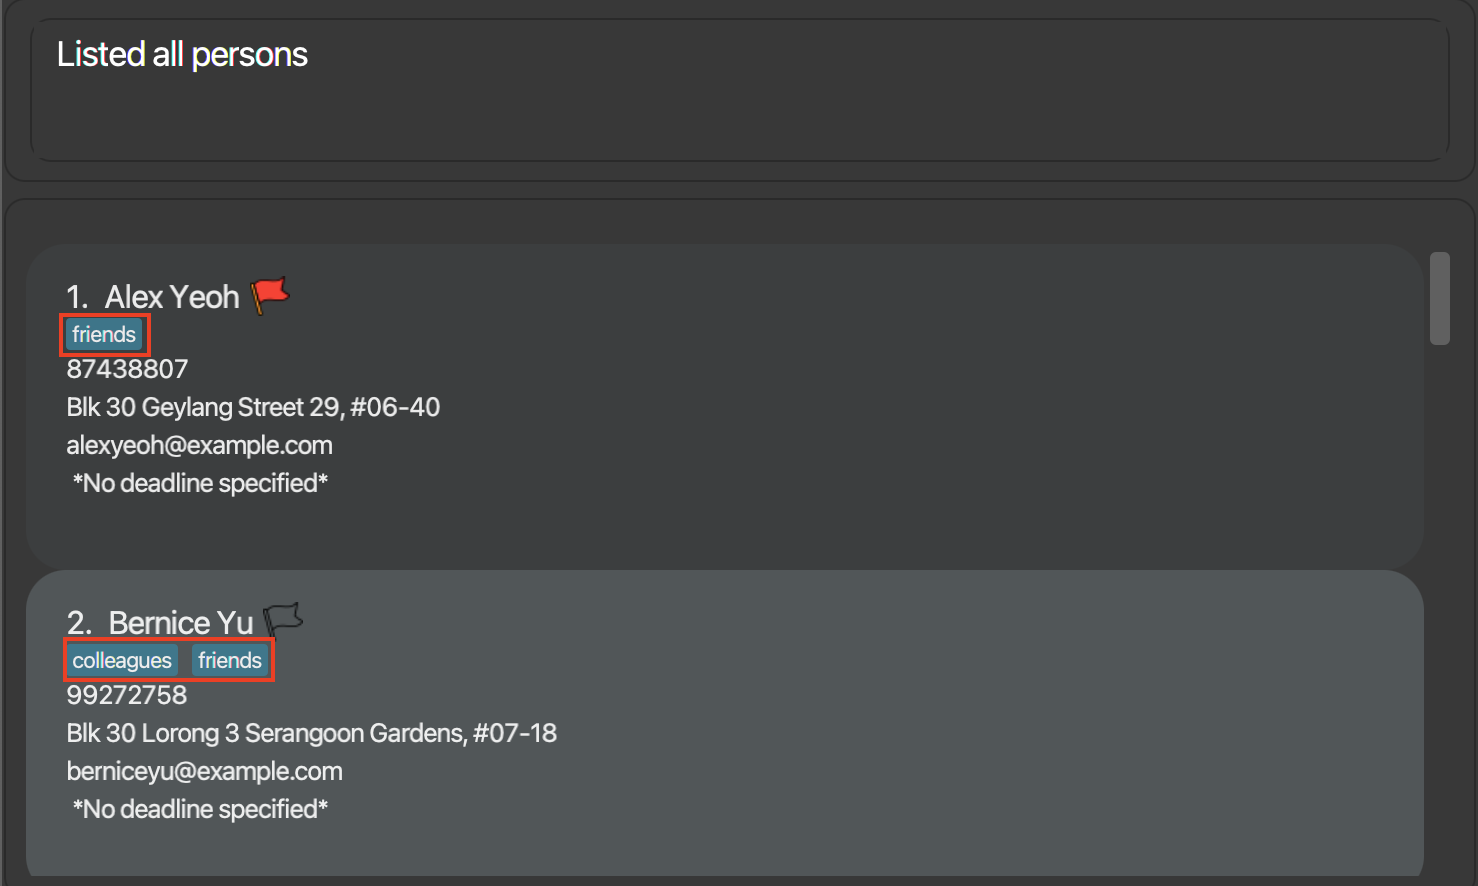 Listed all persons
1. Alex Yeoh
friends
87438807
Blk 30 Geylang Street 29, #06-40
alexyeoh@example.com
*No deadline specified*
2. Bernice Yu
colleagues friends
99272758
Blk 30 Lorong 3 Serangoon Gardens, #07-18
berniceyu@example.com
*No deadline specified*